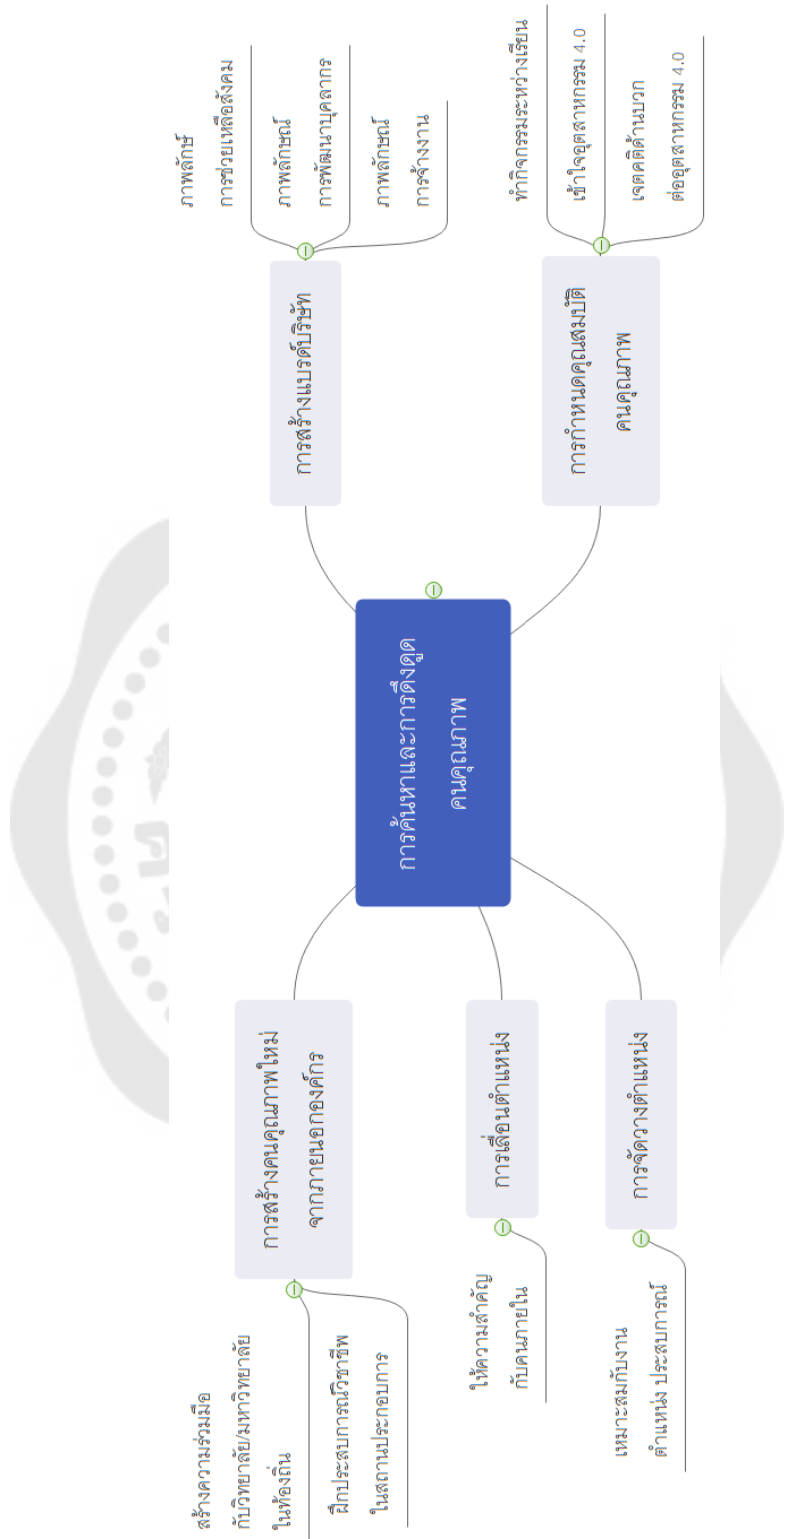 การค้นหาและการดึงดูด
คนคุณภาพ
การสร้างคนคุณภาพใหม่
จากภายนอกองค์กร
สร้างความร่วมมือ
กับวิทยาลัย/มหาวิทยาลัย
ในท้องถิ่น
ฝึกประสบการณ์วิชาชีพ
ในสถานประกอบการ
การเลื่อนตำแหน่ง
ให้ความสำคัญ
กับคนภายใน
การจัดวางตำแหน่ง
เหมาะสมกับงาน
ตำแหน่ง ประสบการณ์
การสร้างแบรด์บริษัท
ภาพลักษ์
การช่วยเหลือสังคม
ภาพลักษณ์
การพัฒนาบุคลากร
ภาพลักษณ์
การจ้างงาน
การกำหนดคุณสมบัติ
คนคุณภาพ
ทำกิจกรรมระหว่างเรียน
เข้าใจอุตสาหกรรม 4.0
เจตคติด้านบวก
ต่ออุตสาหกรรม 4.0